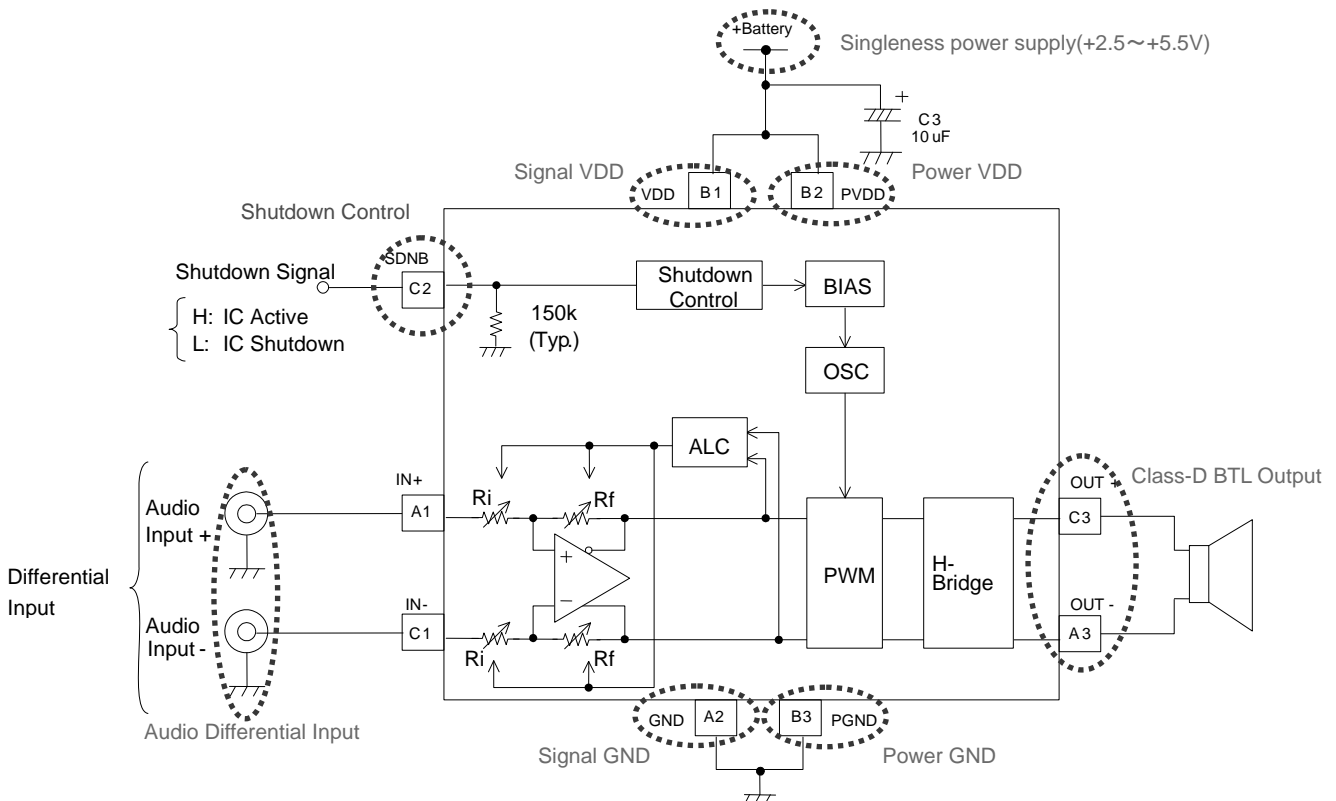 +Battery
Singleness power supply(+2.5～+5.5V)
+
C3
10 uF
Signal VDD
VDD
B1
B2
PVDD
Power VDD
Shutdown Control
SDNB
Shutdown Signal
C2
H: IC Active
L: IC Shutdown
150k
(Typ.)
Shutdown
Control
BIAS
OSC
ALC
Differential
Input
Audio
Input +
IN+
A1
Ri
Rf
+
−
PWM
H-
Bridge
OUT +
C3
Class-D BTL Output
Audio
Input -
IN-
C1
Ri
Rf
OUT -
A3
Audio Differential Input
GND
A2
B3
PGND
Signal GND
Power GND